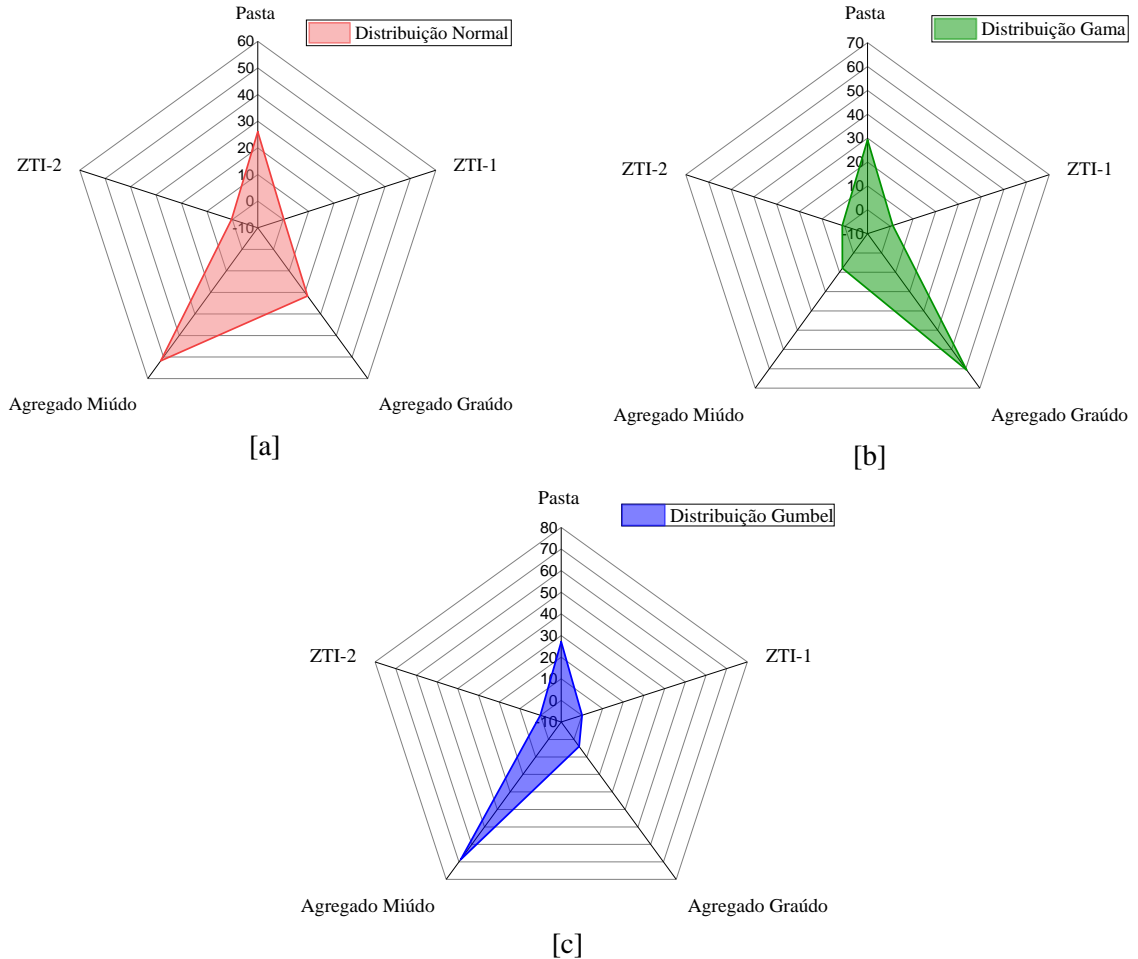 Pasta
Distribuição Normal
60
50
40
30
20
10
0
-10
ZTI-2
ZTI-1
Agregado Miúdo
Agregado Graúdo
[a]
Pasta
Distribuição Gama
70
60
50
40
30
20
10
0
-10
ZTI-2
ZTI-1
Agregado Miúdo
Agregado Graúdo
[b]
Pasta
Distribuição Gumbel
80
70
60
50
40
30
20
10
0
-10
ZTI-2
ZTI-1
Agregado Miúdo
Agregado Graúdo
[c]